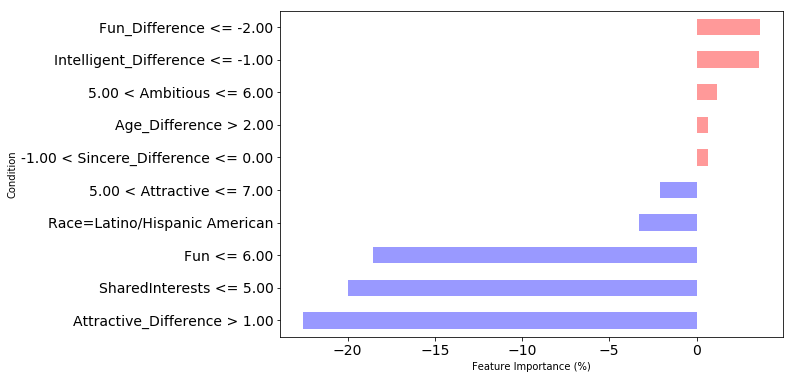 Fun_Difference <= -2.00
Intelligent_Difference <= -1.00
5.00 < Ambitious <= 6.00
Age_Difference > 2.00
-1.00 < Sincere_Difference <= 0.00
5.00 < Attractive <= 7.00
Race=Latino/Hispanic American
Fun <= 6.00
SharedInterests <= 5.00
Attractive_Difference > 1.00
Condition
−20 −15 −10 −5 0
Feature Importance (%)